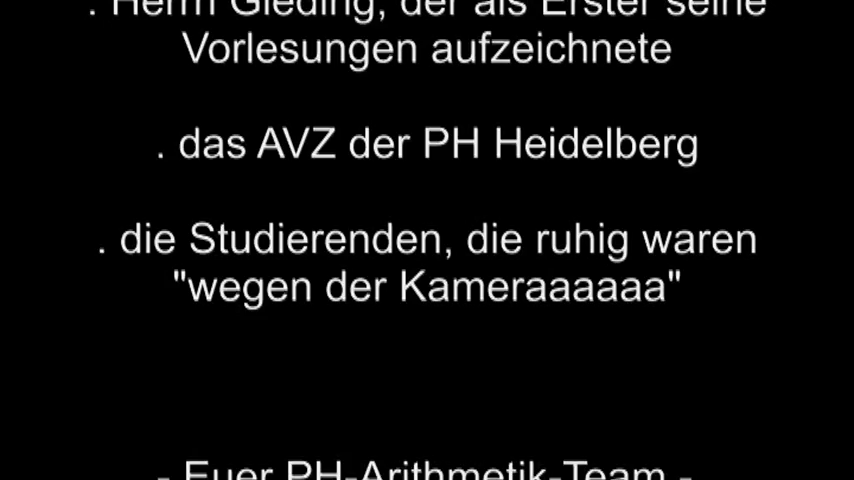 . Herrn Gieding, der als Erster seine
Vorlesungen aufzeichnete
. das AVZ der PH Heidelberg
. die Studierenden, die ruhig waren
"wegen der Kameraaaaaa"
- Euer PH-Arithmetik-Team -